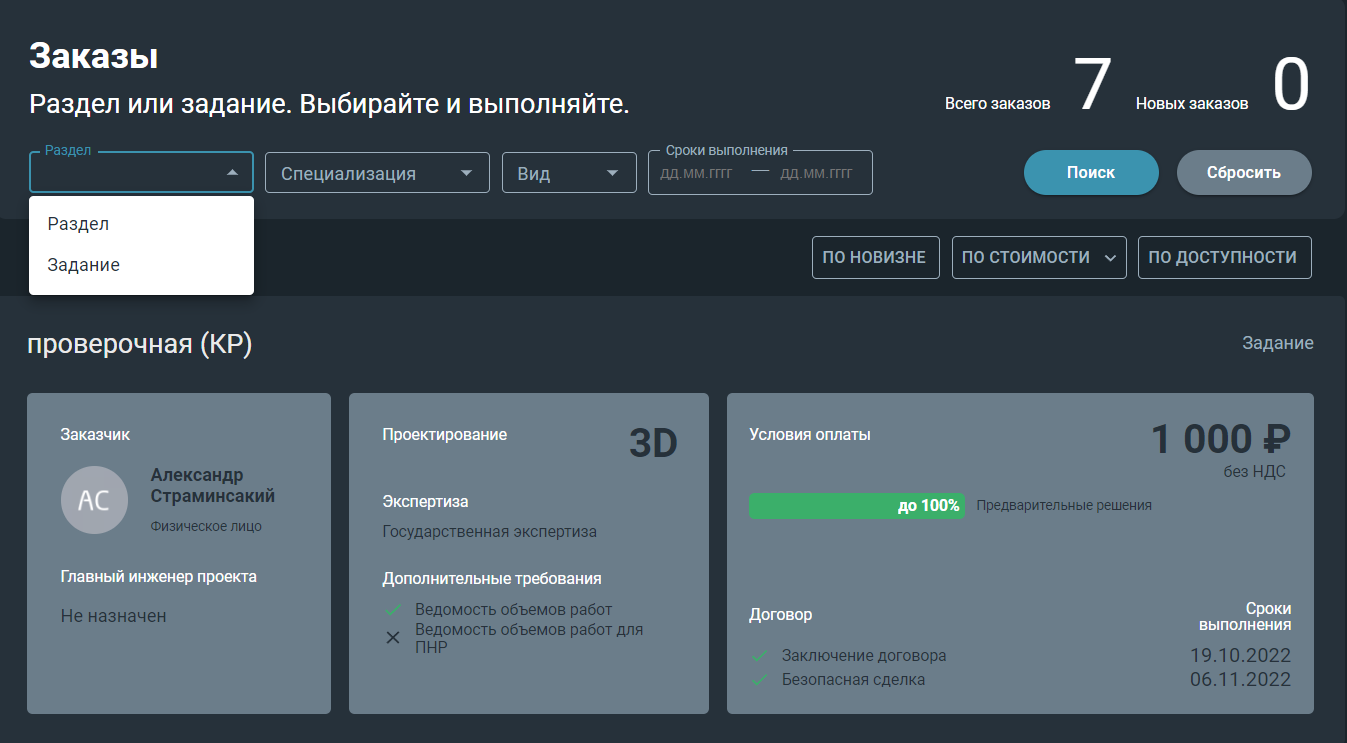 Заказы
Раздел или задание. Выбирайте и выполняйте.
Всего заказов 7 Новых заказов 0
Раздел
Специализация
Вид
Сроки выполнения
ДД.ММ.ГГГГ — ДД.ММ.ГГГГ
Поиск
Сбросить
Раздел
Задание
ПО НОВИЗНЕ
ПО СТОИМОСТИ
ПО ДОСТУПНОСТИ
проверочная (КР)
Задание
Заказчик
АС
Александр
Страминсакий
Физическое лицо
Главный инженер проекта
Не назначен
Проектирование
3D
Экспертиза
Государственная экспертиза
Дополнительные требования
Ведомость объемов работ
Ведомость объемов работ для
ПНР
Условия оплаты
1 000 ₽
без НДС
до 100%
Предварительные решения
Договор
Заключение договора
Безопасная сделка
Сроки
выполнения
19.10.2022
06.11.2022